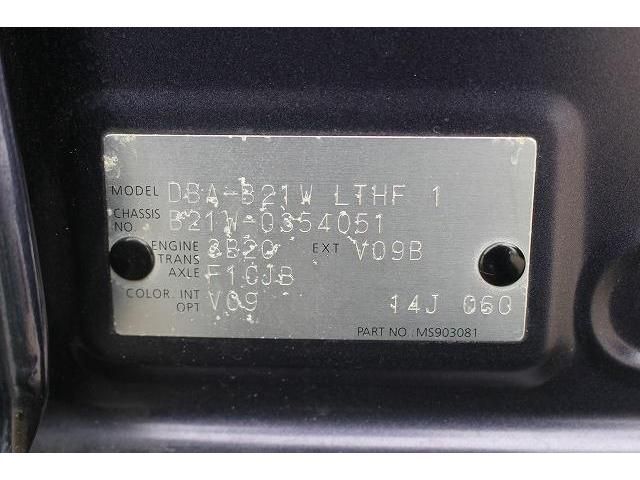 MODEL DBA-B21W LTHF 1
CHASSIS NO. B21W-0354051
ENGINE 3B20 EXT V09B
TRANS AXLE F1CJB
COLOR. INT OPT V09 14J 060
PART NO.: MS903081